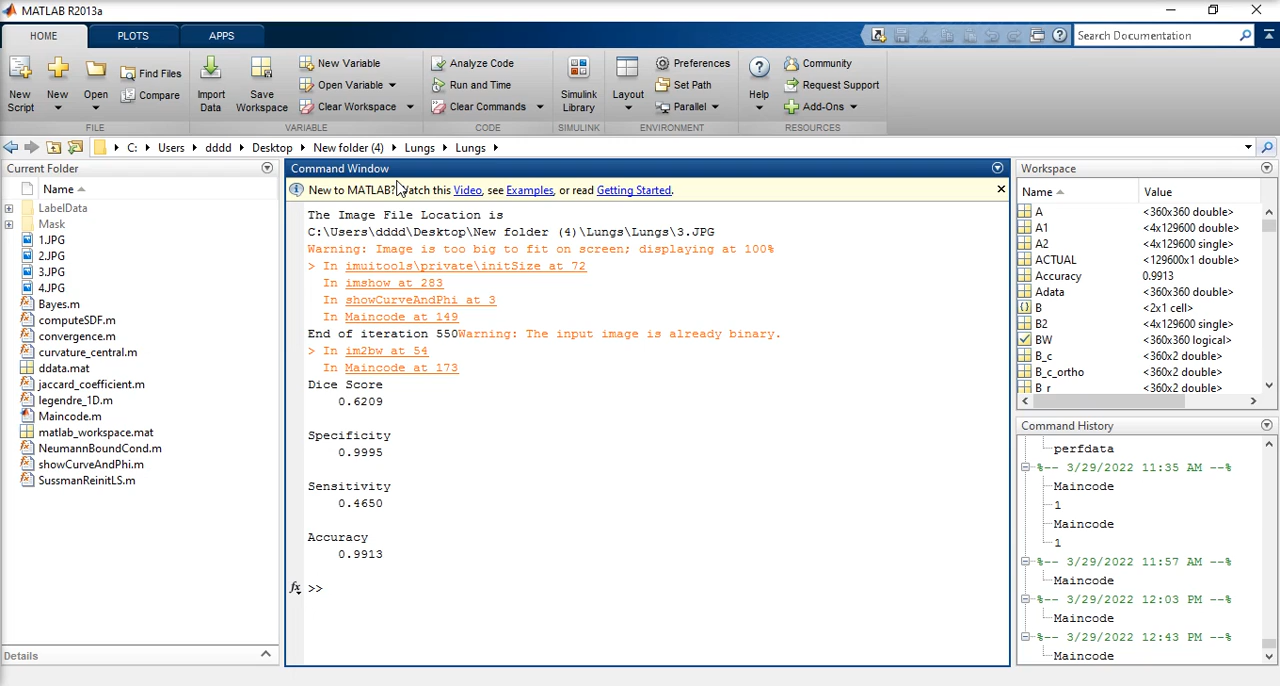 MATLAB R2013a
HOME
PLOTS
APPS
Search Documentation
New Script
New
Open
Find Files
Compare
Import Data
Save Workspace
New Variable
Open Variable
Clear Workspace
Analyze Code
Run and Time
Clear Commands
Simulink Library
Layout
Preferences
Set Path
Parallel
Help
Community
Request Support
Add-Ons
FILE
VARIABLE
CODE
SIMULINK
ENVIRONMENT
RESOURCES
C: Users dddd Desktop New folder (4) Lungs Lungs
Current Folder
Name
LabelData
Mask
1.JPG
2.JPG
3.JPG
4.JPG
Bayes.m
computeSDF.m
convergence.m
curvature_central.m
ddata.mat
jaccard_coefficient.m
legendre_1D.m
Maincode.m
matlab_workspace.mat
NeumannBoundCond.m
showCurveAndPhi.m
SussmanReinitLS.m
Details
Command Window
New to MATLAB? Watch this Video, see Examples, or read Getting Started.
The Image File Location is
C:\Users\dddd\Desktop\New folder (4)\Lungs\Lungs\3.JPG
Warning: Image is too big to fit on screen; displaying at 100%
> In imuitools\private\initSize at 72
In imshow at 283
In showCurveAndPhi at 3
In Maincode at 149
End of iteration 550Warning: The input image is already binary.
> In im2bw at 54
In Maincode at 173
Dice Score
0.6209
Specificity
0.9995
Sensitivity
0.4650
Accuracy
0.9913
fx >>
Workspace
Name Value
A <360x360 double>
A1 <4x129600 double>
A2 <4x129600 single>
ACTUAL <129600x1 double>
Accuracy 0.9913
Adata <360x360 double>
B <2x1 cell>
B2 <4x129600 single>
BW <360x360 logical>
B_c <360x2 double>
B_c_ortho <360x2 double>
B_r <360x2 double>
Command History
perfdata
%-- 3/29/2022 11:35 AM --%
Maincode
1
Maincode
1
%-- 3/29/2022 11:57 AM --%
Maincode
%-- 3/29/2022 12:03 PM --%
Maincode
%-- 3/29/2022 12:43 PM --%
Maincode